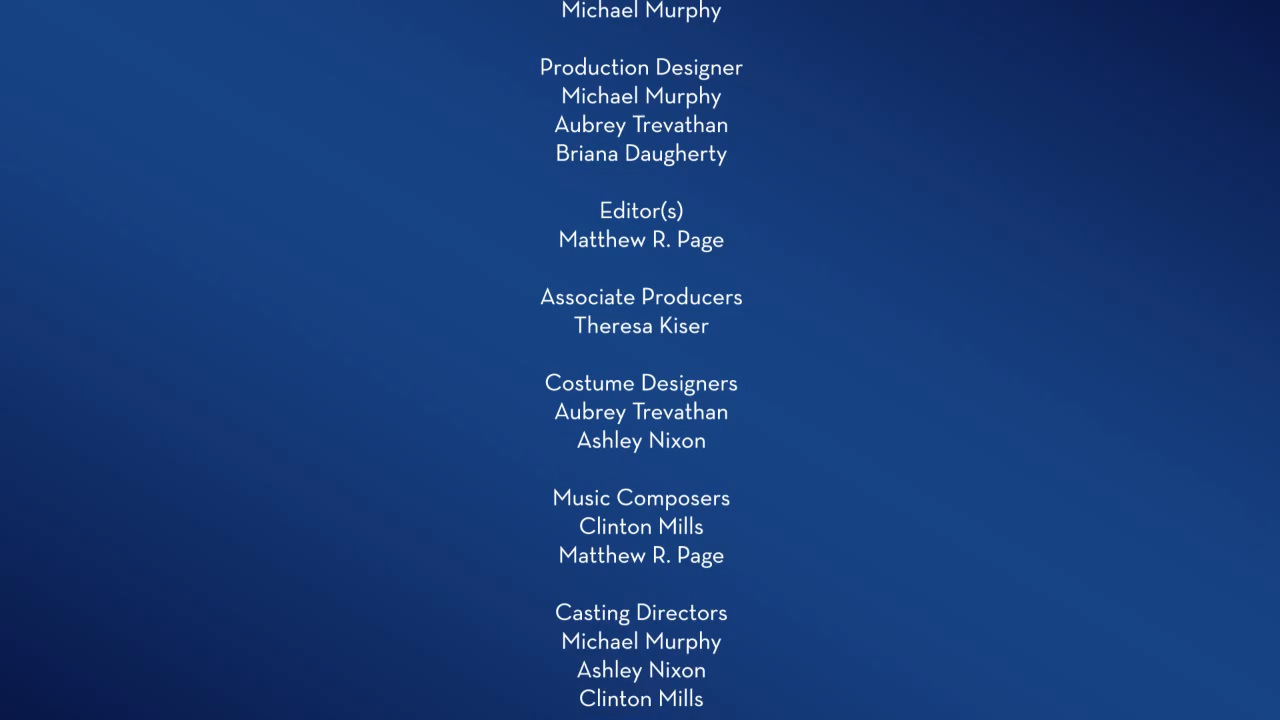 Michael Murphy
Production Designer
Michael Murphy
Aubrey Trevathan
Briana Daugherty
Editor(s)
Matthew R. Page
Associate Producers
Theresa Kiser
Costume Designers
Aubrey Trevathan
Ashley Nixon
Music Composers
Clinton Mills
Matthew R. Page
Casting Directors
Michael Murphy
Ashley Nixon
Clinton Mills